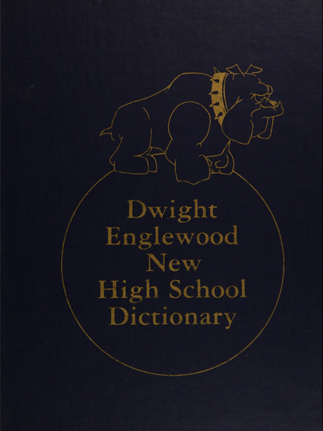 Dwight
Englewood
New
High School
Dictionary